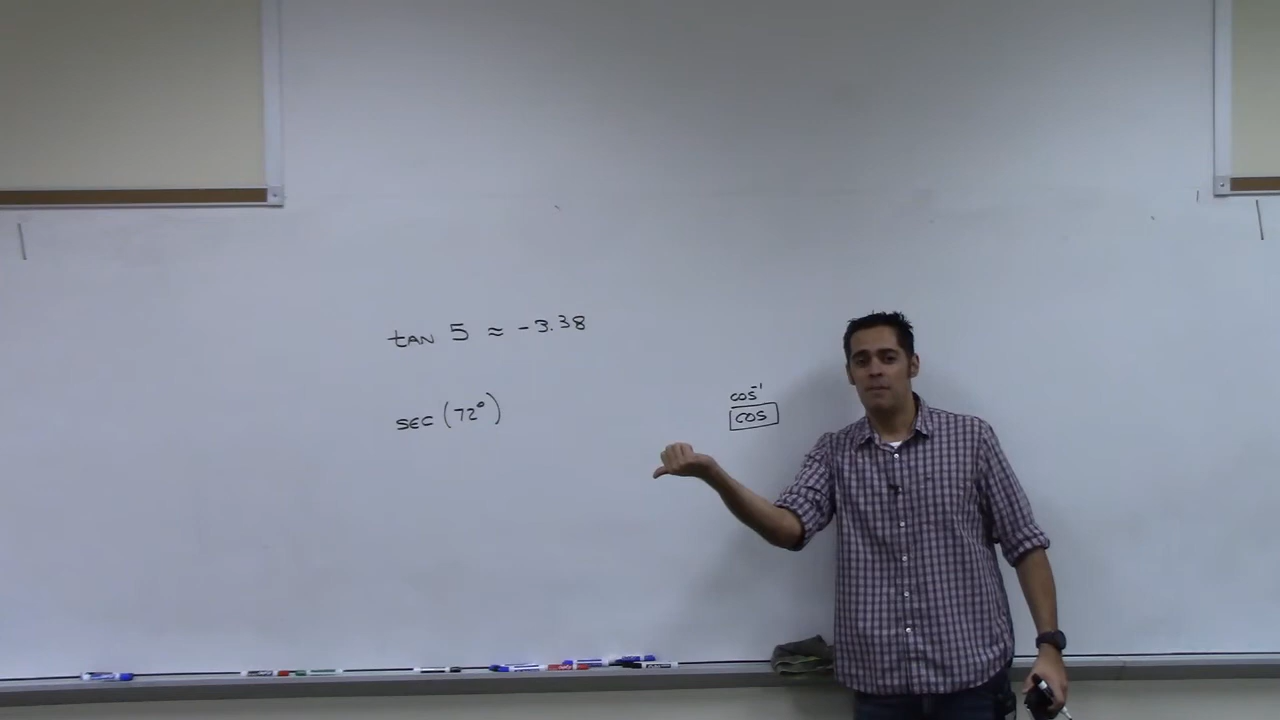 tan 5 ≈ -3.38
cos⁻¹
sec (72°)
cos